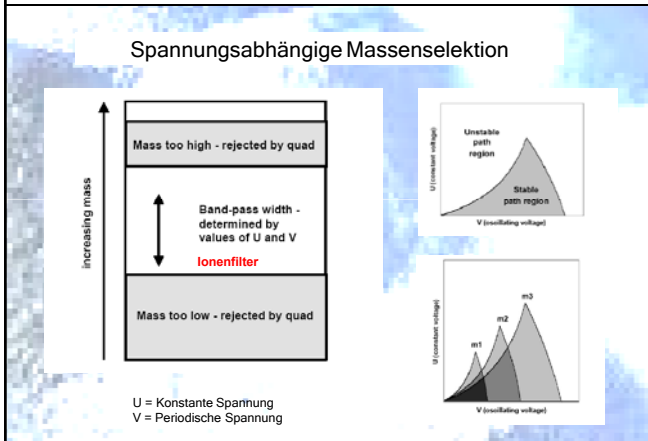 Spannungsabhängige Massenselektion
increasing mass
Mass too high - rejected by quad
Band-pass width -
determined by
values of U and V
Ionenfilter
Mass too low - rejected by quad
U = Konstante Spannung
V = Periodische Spannung
U (constant voltage)
Unstable
path
region
Stable
path region
V (oscillating voltage)
U (constant voltage)
m1
m2
m3
V (oscillating voltage)